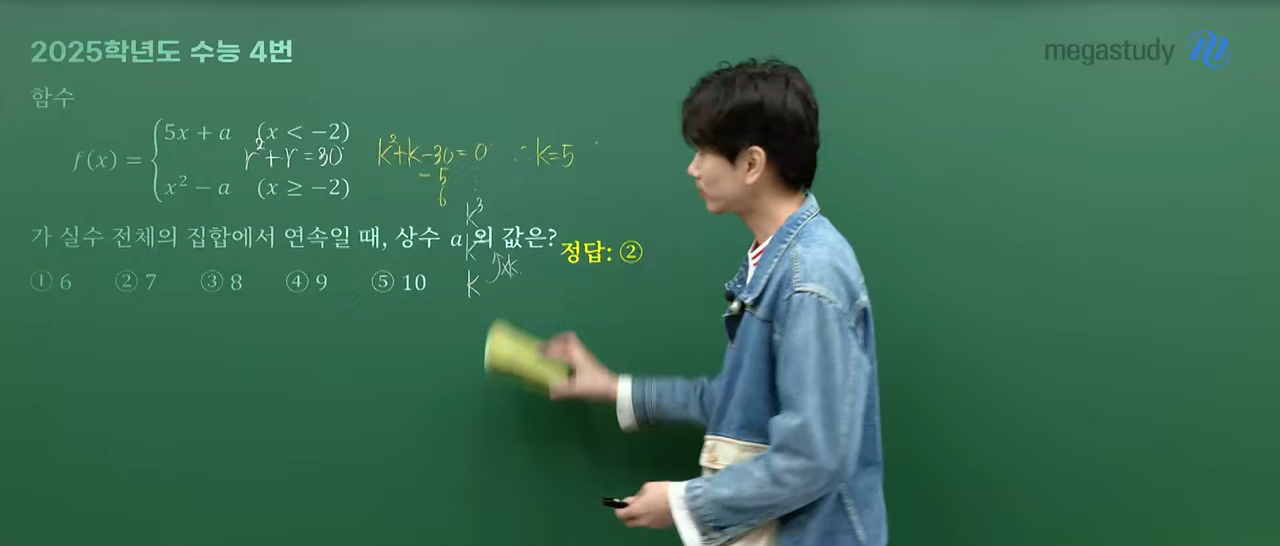 2025학년도 수능 4번
megastudy
함수
f(x) = { 5x + a (x < −2)
r²+r=30 k²+k−30=0 ∴k=5
x² − a (x ≥ −2)
−5
6
k³
가 실수 전체의 집합에서 연속일 때, 상수 a의 값은?
정답: ②
① 6 ② 7 ③ 8 ④ 9 ⑤ 10
k